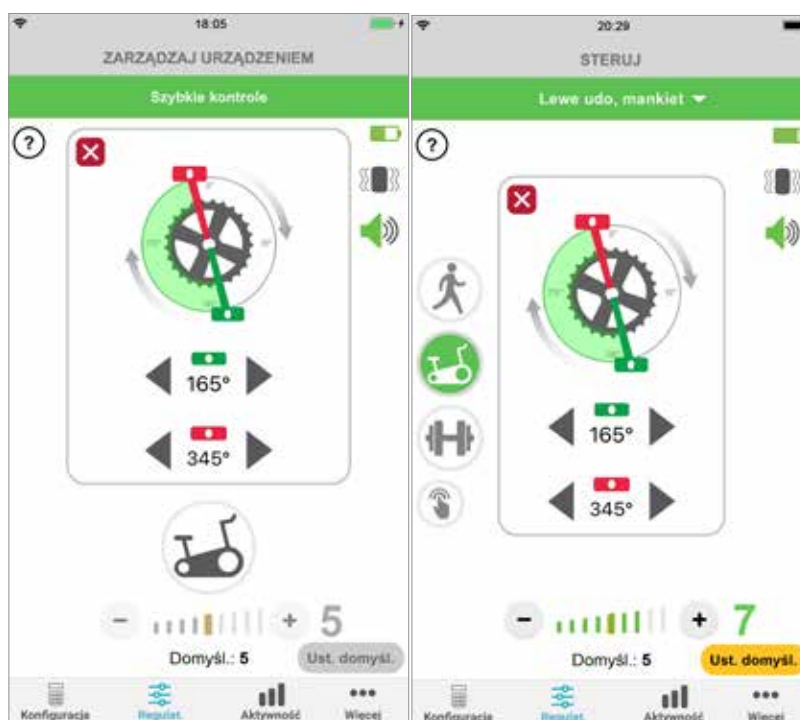 18:05
ZARZĄDZAJ URZĄDZENIEM
Szybkie kontrole
?
165°
345°
- + 5
Domyśl.: 5
Ust. domyśl.
Konfiguracja Regulat. Aktywność Więcej
20:29
STERUJ
Lewe udo, mankiet
?
165°
345°
- + 7
Domyśl.: 5
Ust. domyśl.
Konfiguracja Regulat. Aktywność Więcej